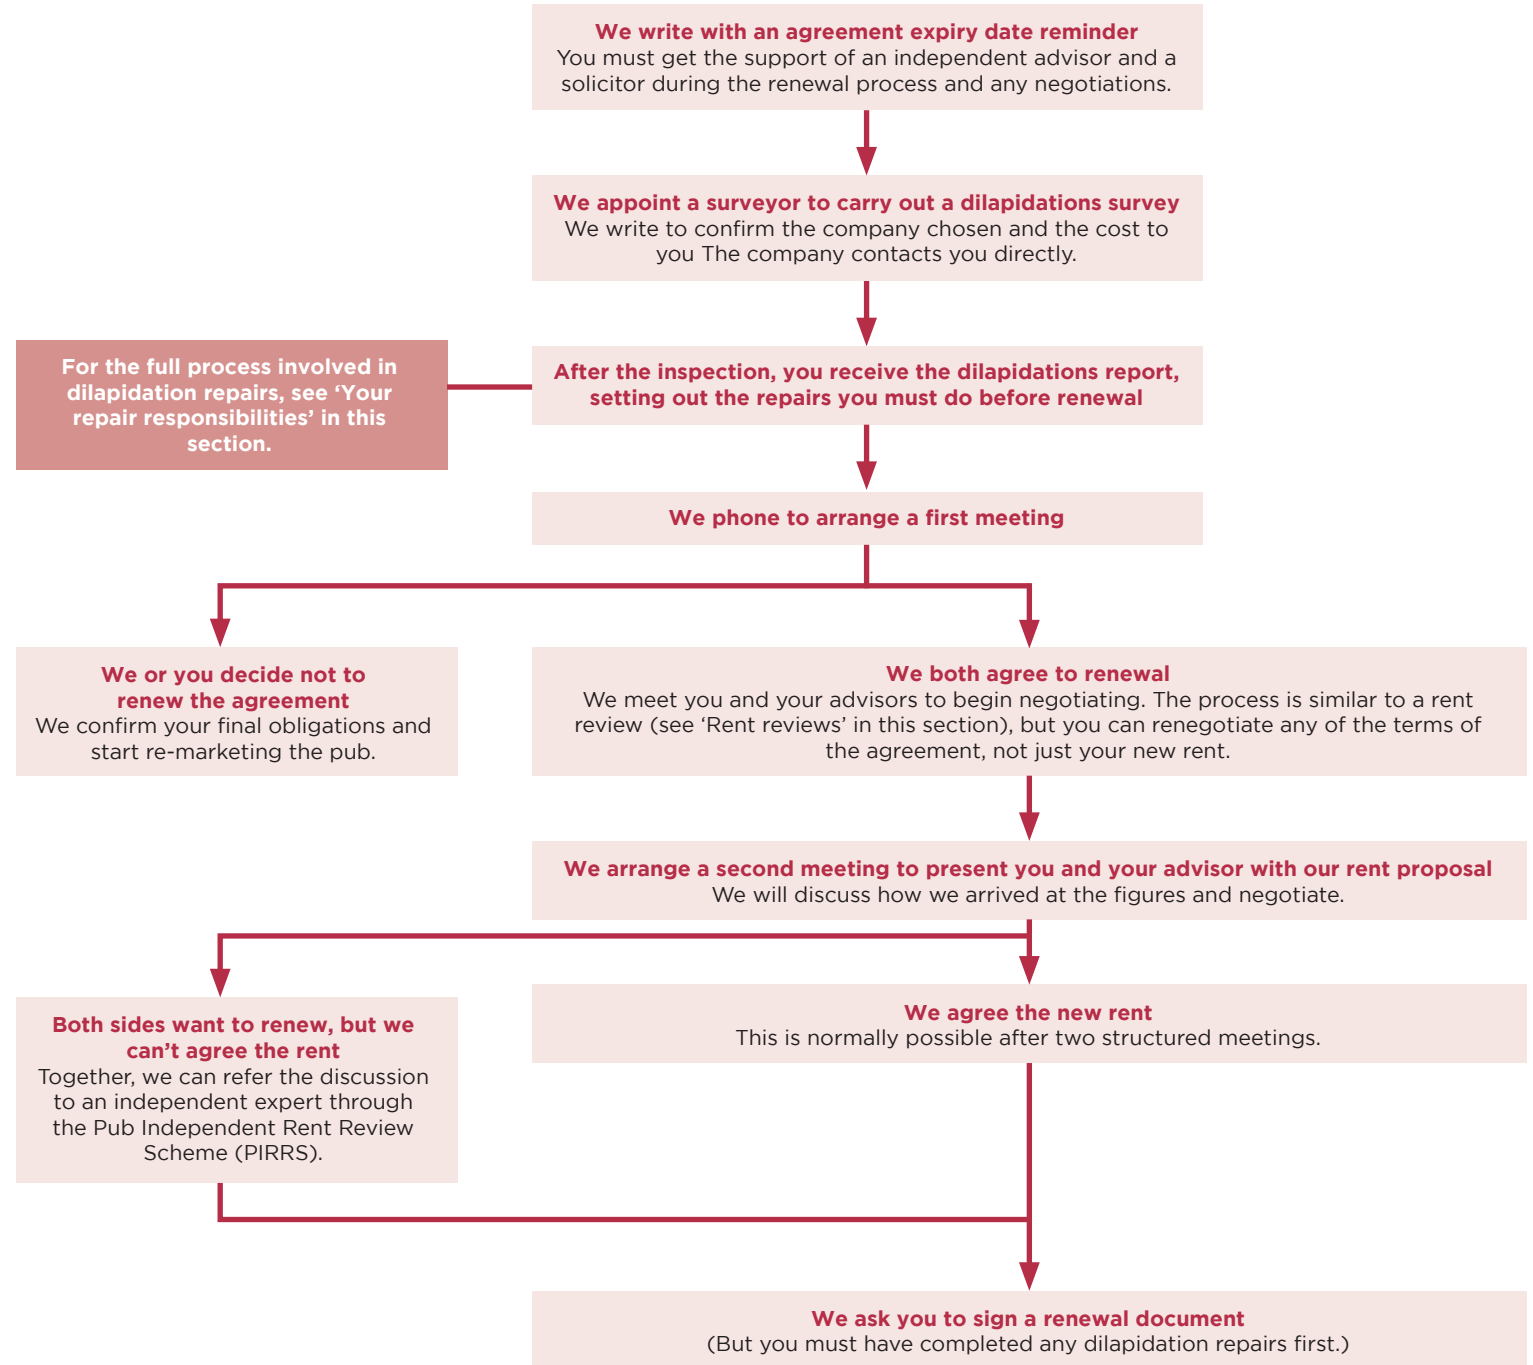 We write with an agreement expiry date reminder
You must get the support of an independent advisor and a
solicitor during the renewal process and any negotiations.
We appoint a surveyor to carry out a dilapidations survey
We write to confirm the company chosen and the cost to
you The company contacts you directly.
For the full process involved in
dilapidation repairs, see ‘Your
repair responsibilities’ in this
section.
After the inspection, you receive the dilapidations report,
setting out the repairs you must do before renewal
We phone to arrange a first meeting
We or you decide not to
renew the agreement
We confirm your final obligations and
start re-marketing the pub.
We both agree to renewal
We meet you and your advisors to begin negotiating. The process is similar to a rent
review (see ‘Rent reviews’ in this section), but you can renegotiate any of the terms of
the agreement, not just your new rent.
We arrange a second meeting to present you and your advisor with our rent proposal
We will discuss how we arrived at the figures and negotiate.
Both sides want to renew, but we
can’t agree the rent
Together, we can refer the discussion
to an independent expert through
the Pub Independent Rent Review
Scheme (PIRRS).
We agree the new rent
This is normally possible after two structured meetings.
We ask you to sign a renewal document
(But you must have completed any dilapidation repairs first.)